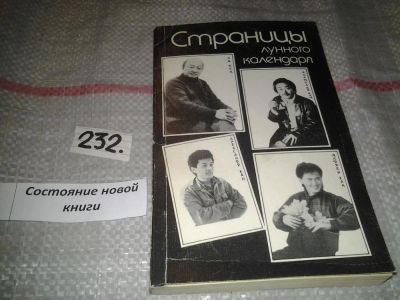 Страницы
лунного
календаря
232.
Состояние новой
книги